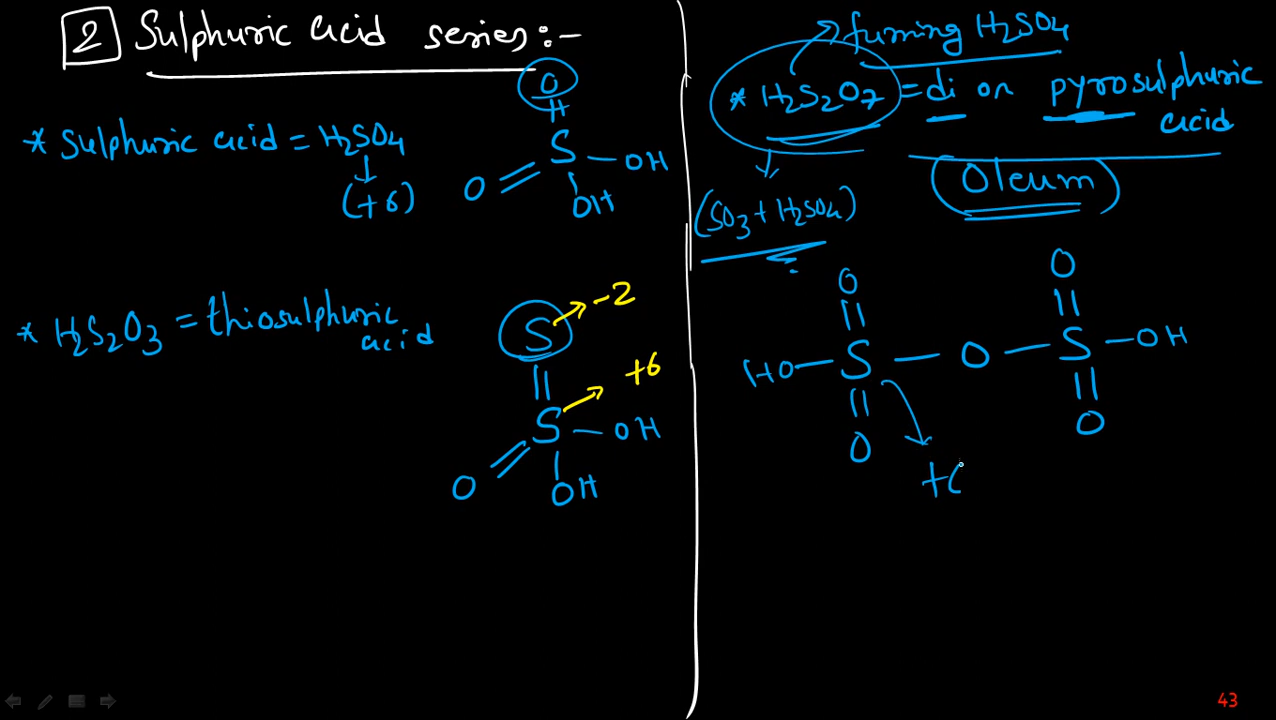 2 Sulphuric acid series:-
* Sulphuric acid = H2SO4
(+6)
O
S
O
OH
OH
* H2S2O3 = thiosulphuric
acid
S
-2
S
+6
OH
O
OH
fuming H2SO4
* H2S2O7 = di or pyrosulphuric
acid
Oleum
(SO3 + H2SO4)
O O
HO S O S OH
O O
+6
43